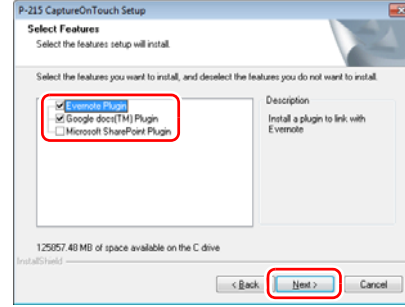 P-215 CaptureOnTouch Setup
Select Features
Select the features setup will install.
Select the features you want to install, and deselect the features you do not want to install.
Evernote Plugin
Google docs(TM) Plugin
Microsoft SharePoint Plugin
Description
Install a plugin to link with
Evernote
125857.48 MB of space available on the C drive
InstallShield
< Back
Next >
Cancel